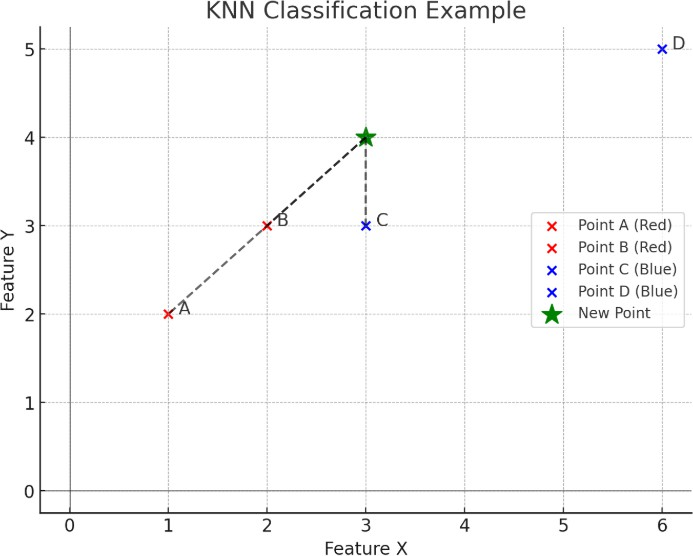 KNN Classification Example
Feature Y
5
4
3
2
1
0
D
B
C
A
Point A (Red)
Point B (Red)
Point C (Blue)
Point D (Blue)
New Point
0 1 2 3 4 5 6
Feature X